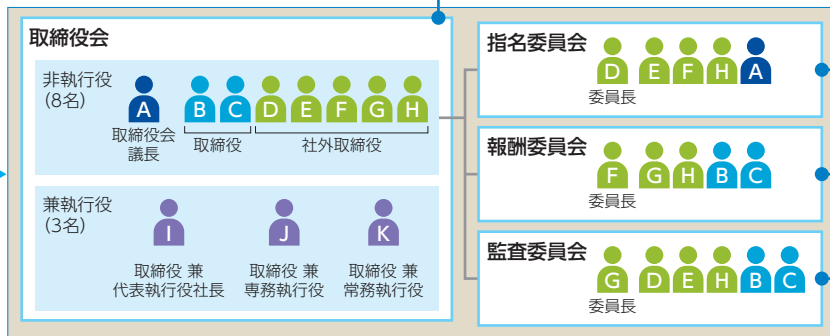 取締役会
非執行役
(8名)
A B C D E F G H
取締役会
議長
取締役
社外取締役
兼執行役
(3名)
I J K
取締役 兼
代表執行役社長
取締役 兼
専務執行役
取締役 兼
常務執行役
指名委員会
D E F H A
委員長
報酬委員会
F G H B C
委員長
監査委員会
G D E H B C
委員長